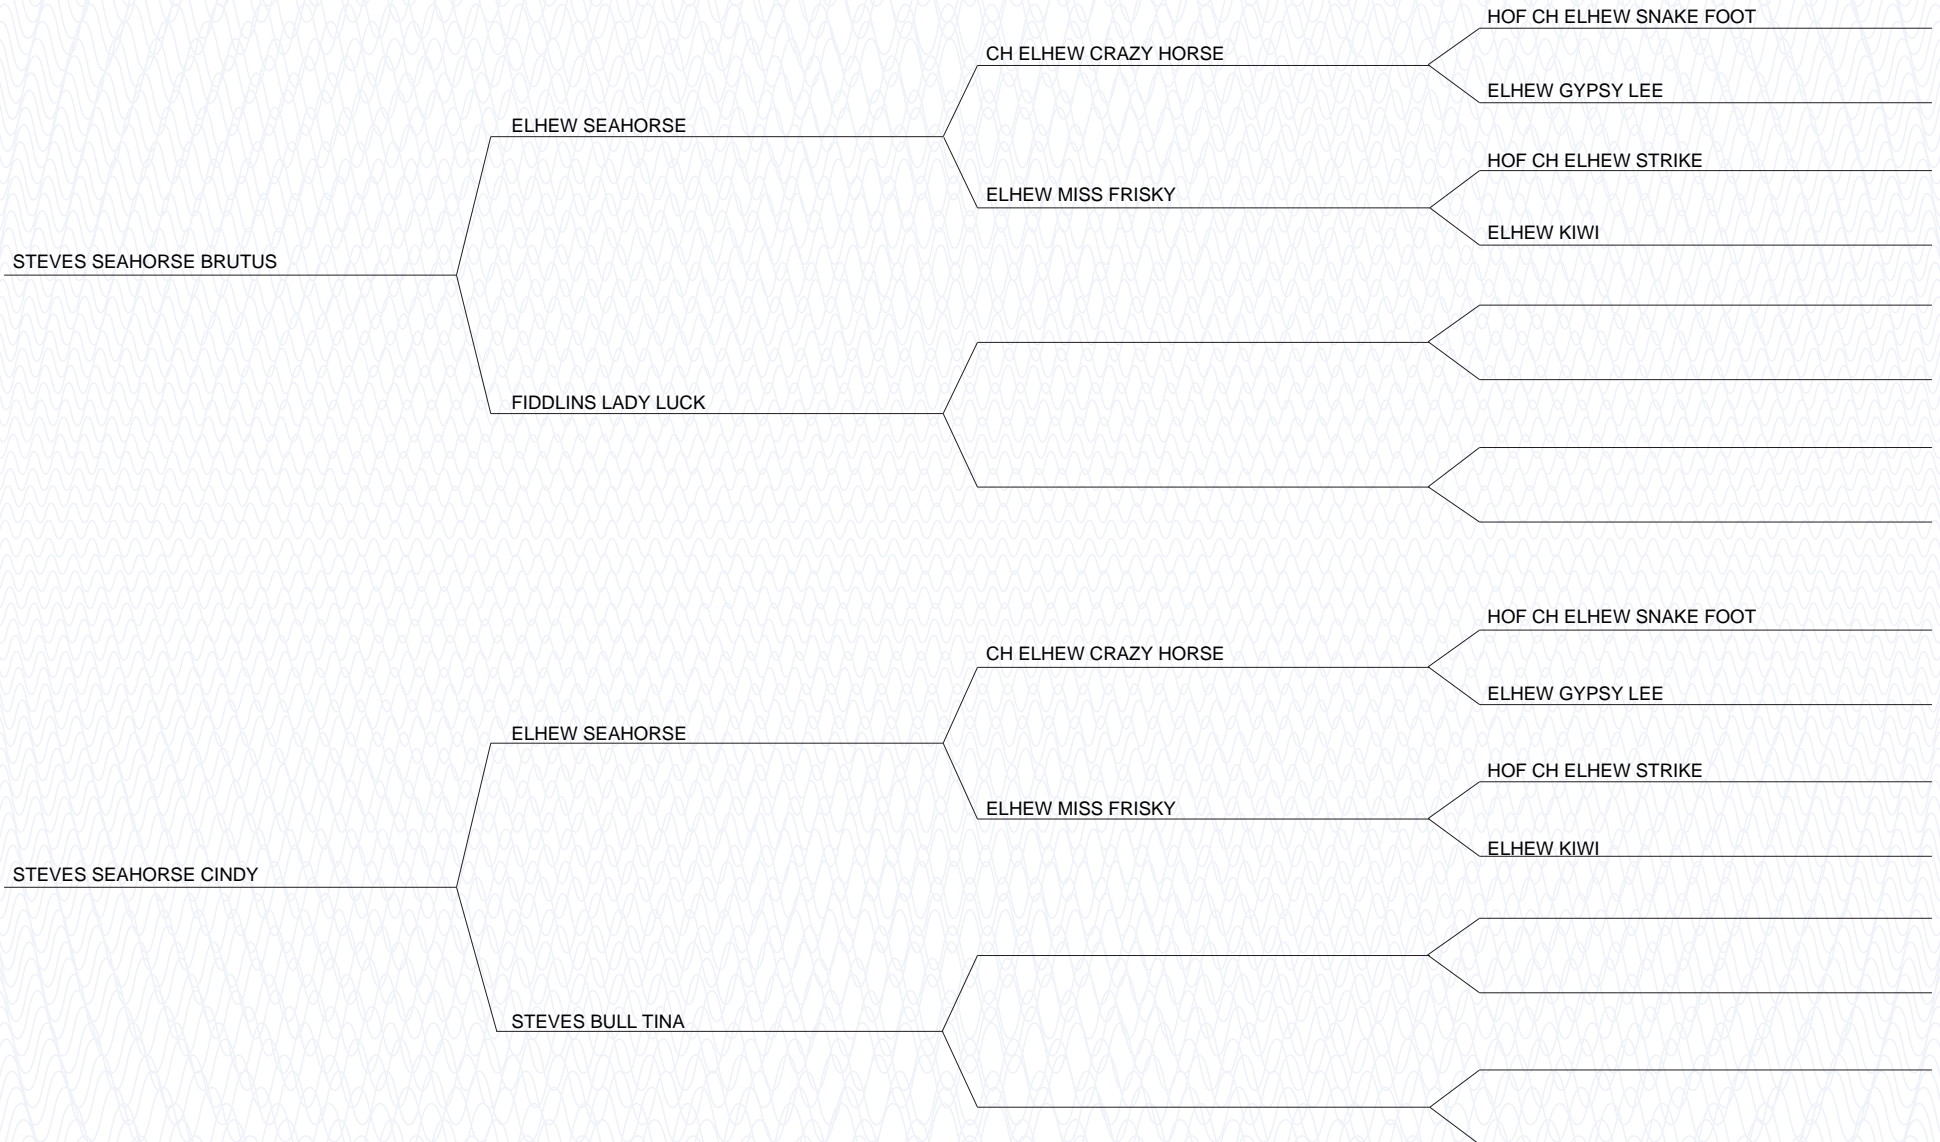 HOF CH ELHEW SNAKE FOOT
CH ELHEW CRAZY HORSE
ELHEW GYPSY LEE
ELHEW SEAHORSE
HOF CH ELHEW STRIKE
ELHEW MISS FRISKY
ELHEW KIWI
STEVES SEAHORSE BRUTUS
FIDDLINS LADY LUCK
HOF CH ELHEW SNAKE FOOT
CH ELHEW CRAZY HORSE
ELHEW GYPSY LEE
ELHEW SEAHORSE
HOF CH ELHEW STRIKE
ELHEW MISS FRISKY
ELHEW KIWI
STEVES SEAHORSE CINDY
STEVES BULL TINA